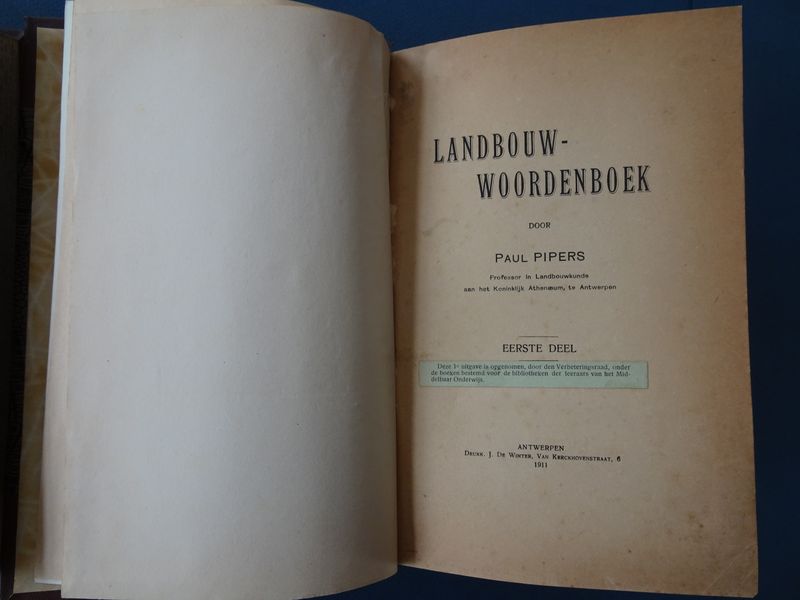 LANDBOUW-
WOORDENBOEK
DOOR
PAUL PIPERS
Professor in Landbouwkunde
aan het Koninklijk Athenæum, te Antwerpen
EERSTE DEEL
Deze 1e uitgave is opgenomen, door den Verbeteringsraad, onder
de boeken bestemd voor de bibliotheken der leeraars van het Mid-
delbaar Onderwijs.
ANTWERPEN
DRUKK. J. DE WINTER, VAN KERCKHOVENSTRAAT, 6
1911